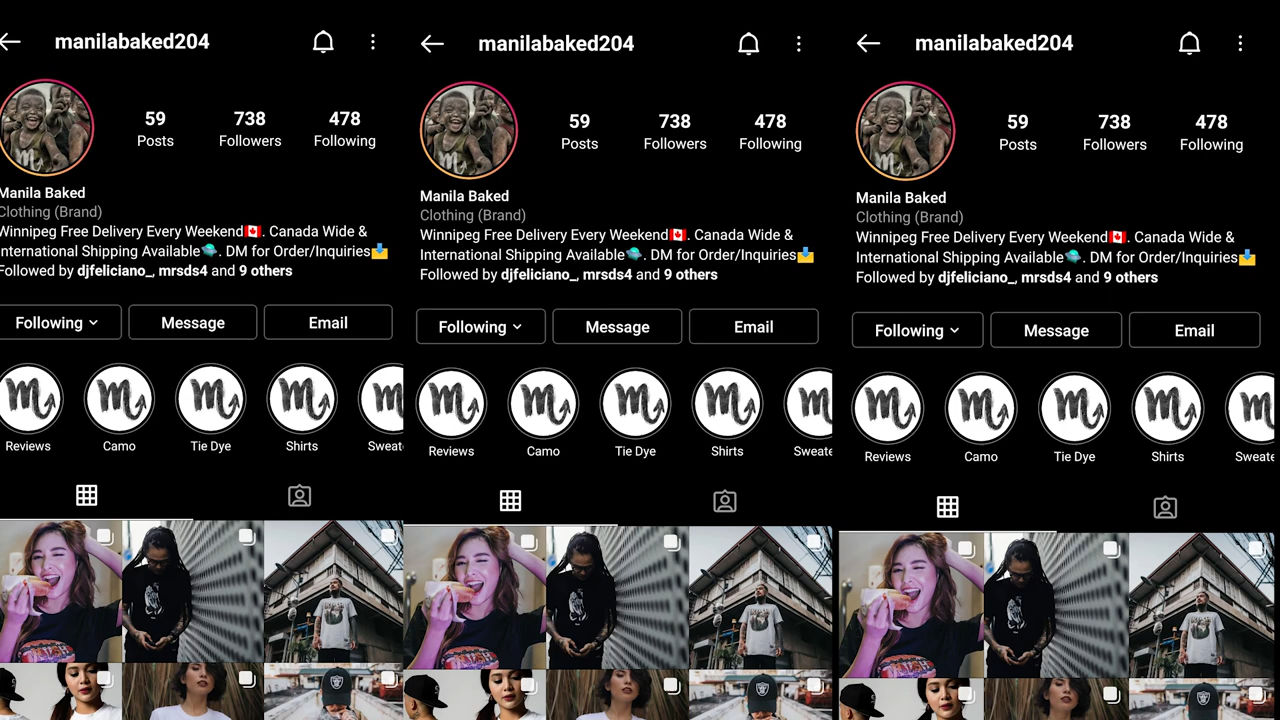 manilabaked204
59 738 478
Posts Followers Following
Manila Baked
Clothing (Brand)
Winnipeg Free Delivery Every Weekend🇨🇦. Canada Wide &
International Shipping Available🛸. DM for Order/Inquiries📩
Followed by djfeliciano_, mrsds4 and 9 others
Following Message Email
Reviews Camo Tie Dye Shirts Sweate
manilabaked204
59 738 478
Posts Followers Following
Manila Baked
Clothing (Brand)
Winnipeg Free Delivery Every Weekend🇨🇦. Canada Wide &
International Shipping Available🛸. DM for Order/Inquiries📩
Followed by djfeliciano_, mrsds4 and 9 others
Following Message Email
Reviews Camo Tie Dye Shirts Sweate
manilabaked204
59 738 478
Posts Followers Following
Manila Baked
Clothing (Brand)
Winnipeg Free Delivery Every Weekend🇨🇦. Canada Wide &
International Shipping Available🛸. DM for Order/Inquiries📩
Followed by djfeliciano_, mrsds4 and 9 others
Following Message Email
Reviews Camo Tie Dye Shirts Sweate